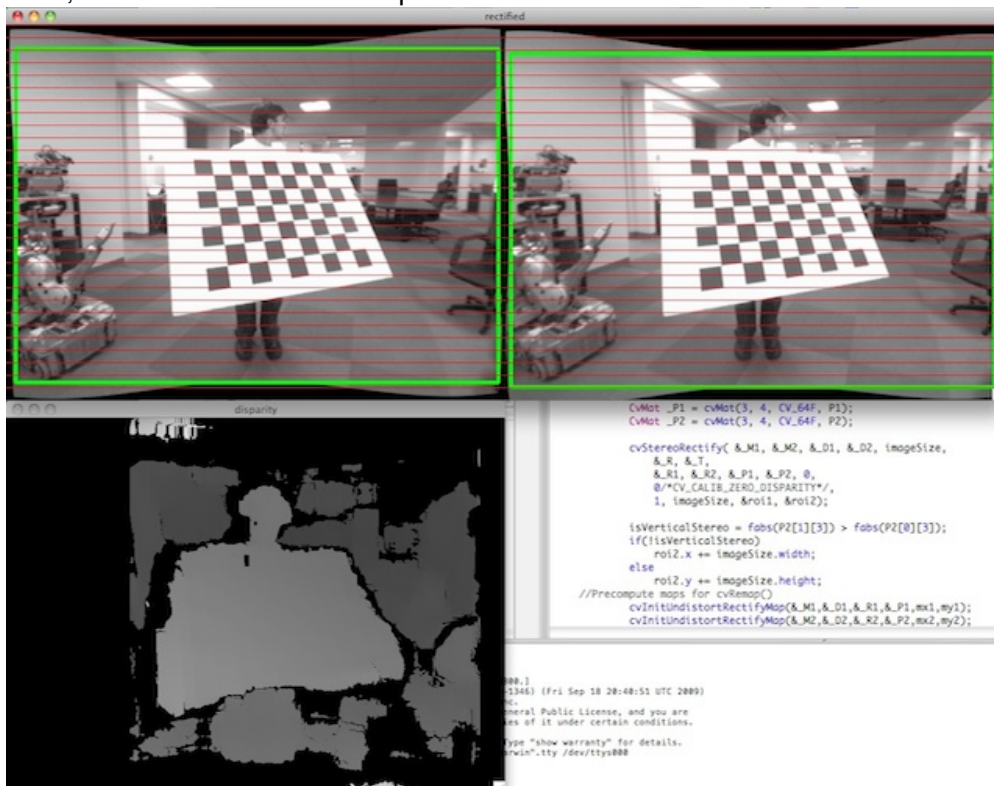 rectified
disparity
CvMat _P1 = cvMat(3, 4, CV_64F, P1);
CvMat _P2 = cvMat(3, 4, CV_64F, P2);
cvStereoRectify( &_M1, &_M2, &_D1, &_D2, imageSize,
&_R, &_T,
&_R1, &_R2, &_P1, &_P2, 0,
0/*CV_CALIB_ZERO_DISPARITY*/,
1, imageSize, &roi1, &roi2);
isVerticalStereo = fabs(P2[1][3]) > fabs(P2[0][3]);
if(!isVerticalStereo)
roi2.x += imageSize.width;
else
roi2.y += imageSize.height;
//Precompute maps for cvRemap()
cvInitUndistortRectifyMap(&_M1,&_D1,&_R1,&_P1,mx1,my1);
cvInitUndistortRectifyMap(&_M2,&_D2,&_R2,&_P2,mx2,my2);
-1346) (Fri Sep 18 20:40:51 UTC 2009)
General Public License, and you are
of it under certain conditions.
Type "show warranty" for details.
.tty /dev/ttys000